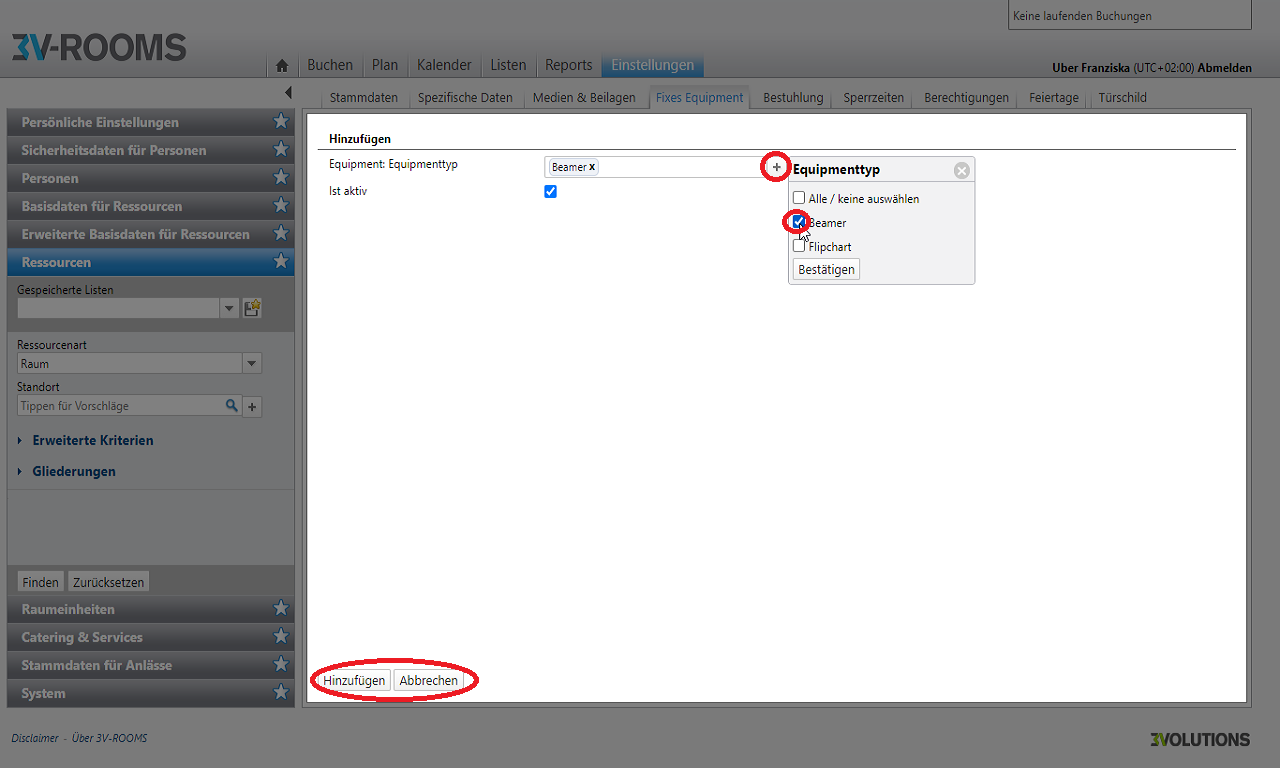 Keine laufenden Buchungen
3V-ROOMS
Buchen Plan Kalender Listen Reports Einstellungen
Uber Franziska (UTC+02:00) Abmelden
Stammdaten Spezifische Daten Medien & Beilagen Fixes Equipment Bestuhlung Sperrzeiten Berechtigungen Feiertage Türschild
Persönliche Einstellungen
Sicherheitsdaten für Personen
Personen
Basisdaten für Ressourcen
Erweiterte Basisdaten für Ressourcen
Ressourcen
Gespeicherte Listen
Ressourcenart
Raum
Standort
Tippen für Vorschläge
+
Erweiterte Kriterien
Gliederungen
Finden Zurücksetzen
Raumeinheiten
Catering & Services
Stammdaten für Anlässe
System
Hinzufügen
Equipment: Equipmenttyp
Beamer x
+
Ist aktiv
Equipmenttyp
Alle / keine auswählen
Beamer
Flipchart
Bestätigen
Hinzufügen Abbrechen
Disclaimer - Über 3V-ROOMS
3VOLUTIONS